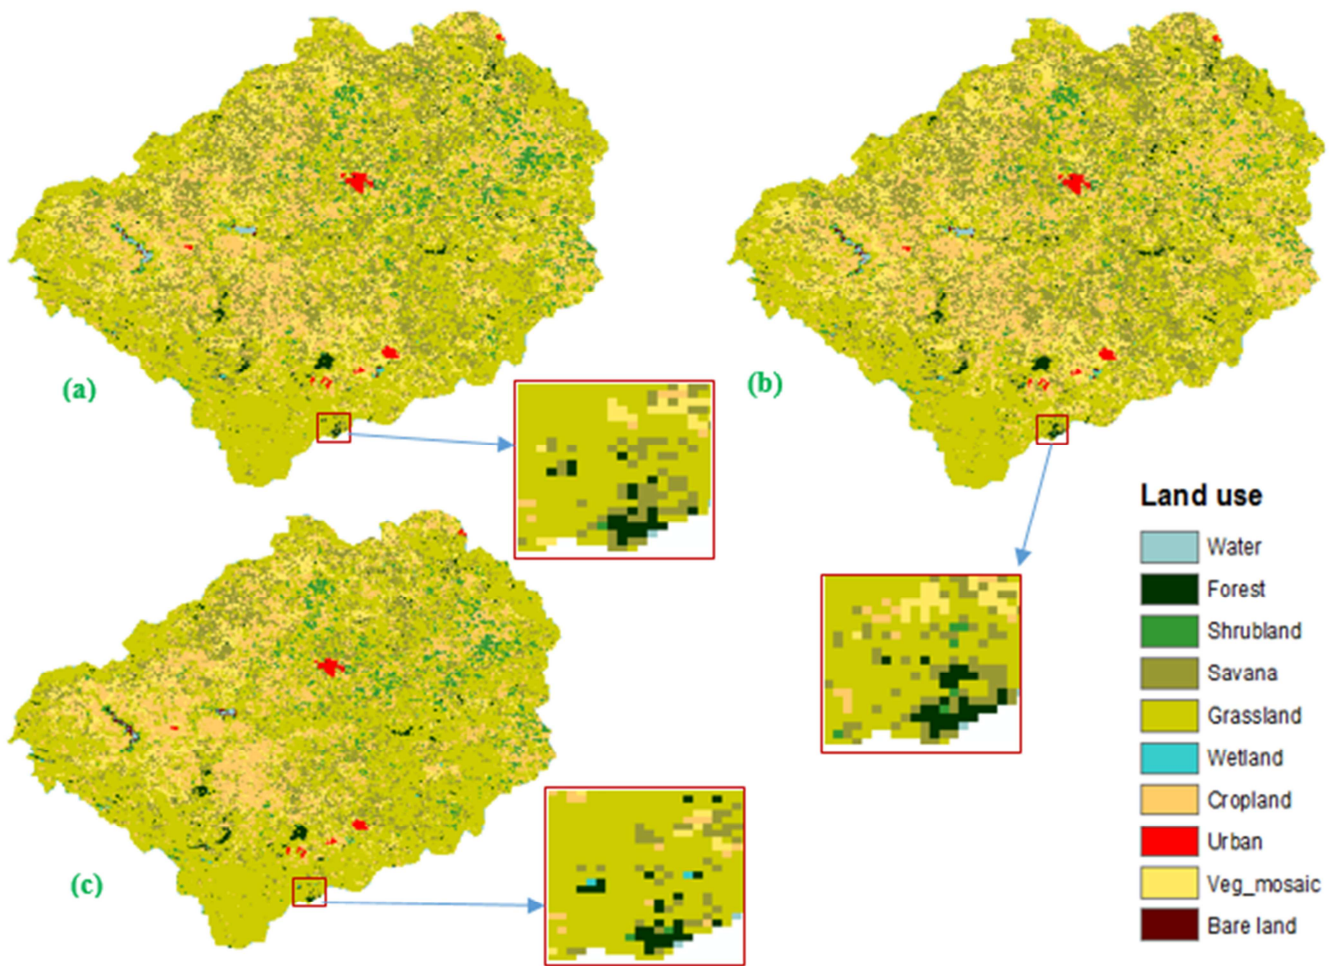 (a)
(b)
(c)
Land use
Water
Forest
Shrubland
Savana
Grassland
Wetland
Cropland
Urban
Veg_mosaic
Bare land